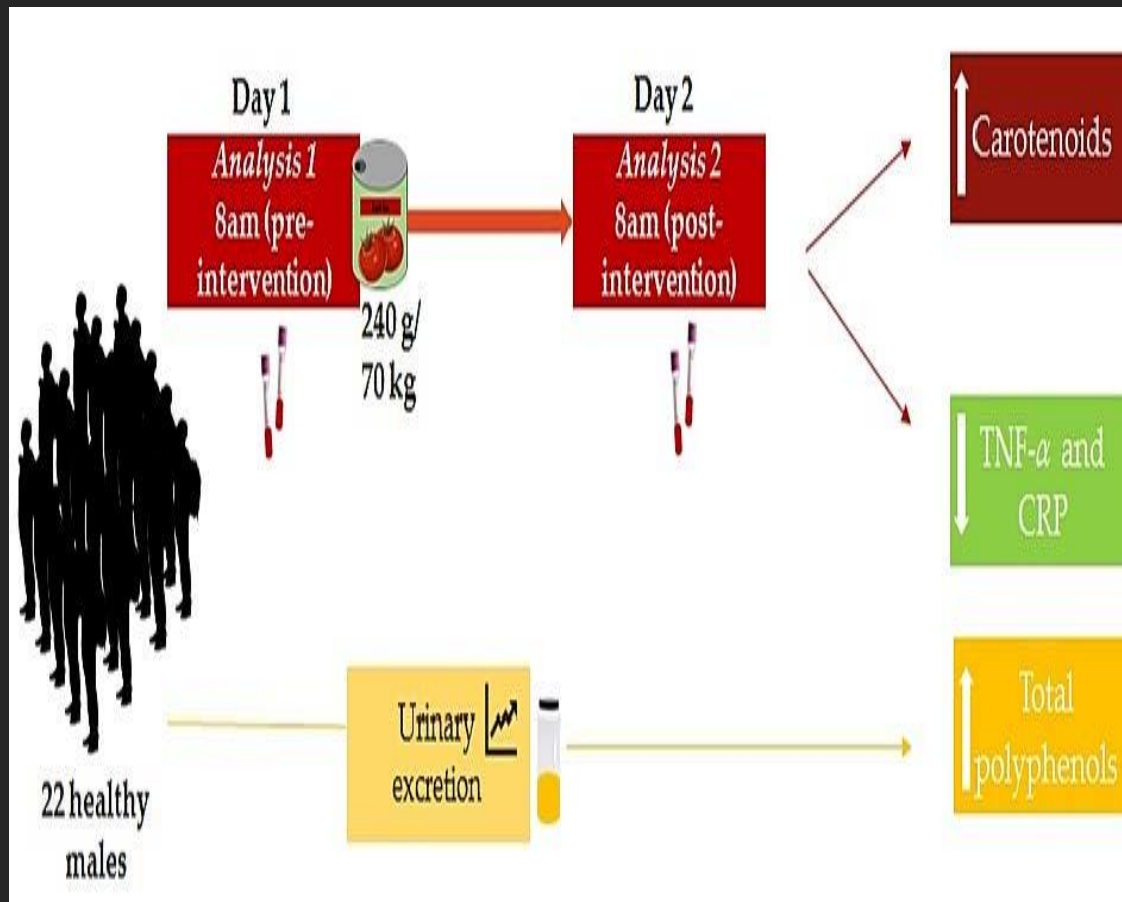 Day 1
Analysis 1
8am (pre-
intervention)
240 g/
70 kg
Day 2
Analysis 2
8am (post-
intervention)
Carotenoids
TNF-α and
CRP
22 healthy
males
Urinary
excretion
Total
polyphenols